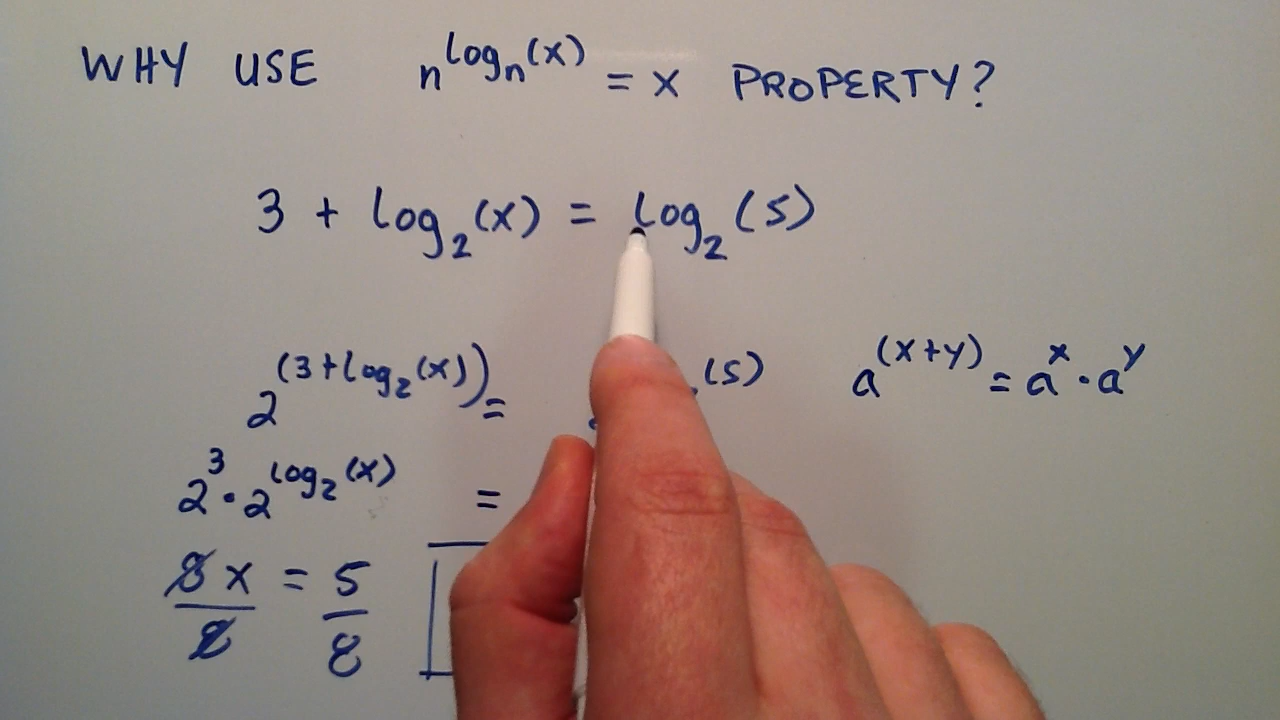 WHY USE n^log_n(x) = x PROPERTY?
3 + log_2(x) = log_2(5)
2^(3+log_2(x)) = (5) a^(x+y) = a^x · a^y
2^3 · 2^log_2(x) =
8x = 5
8 8